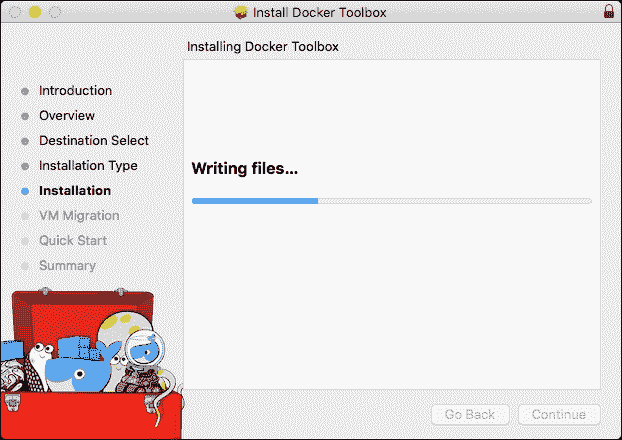 Install Docker Toolbox
Installing Docker Toolbox
Introduction
Overview
Destination Select
Installation Type
Installation
VM Migration
Quick Start
Summary
Writing files...
Go Back
Continue